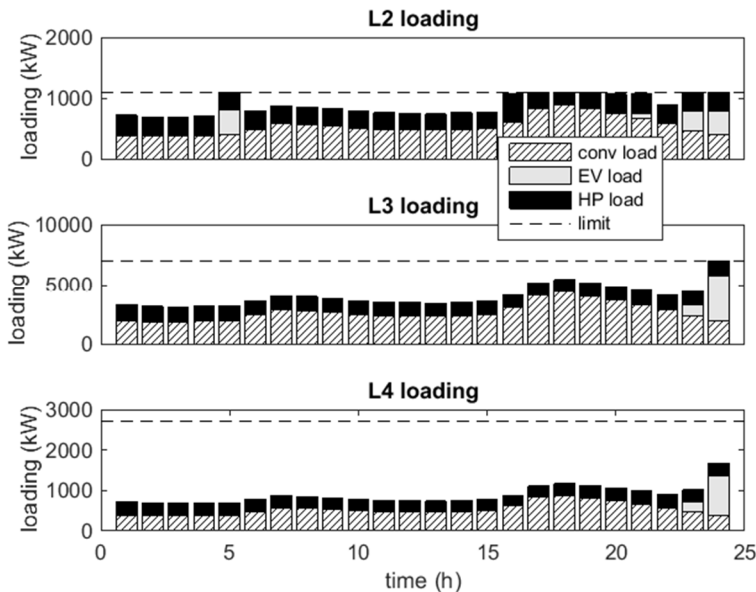 L2 loading
2000
1000
0
loading (kW)
conv load
EV load
HP load
limit
L3 loading
10000
5000
0
loading (kW)
L4 loading
3000
2000
1000
0
loading (kW)
0 5 10 15 20 25
time (h)